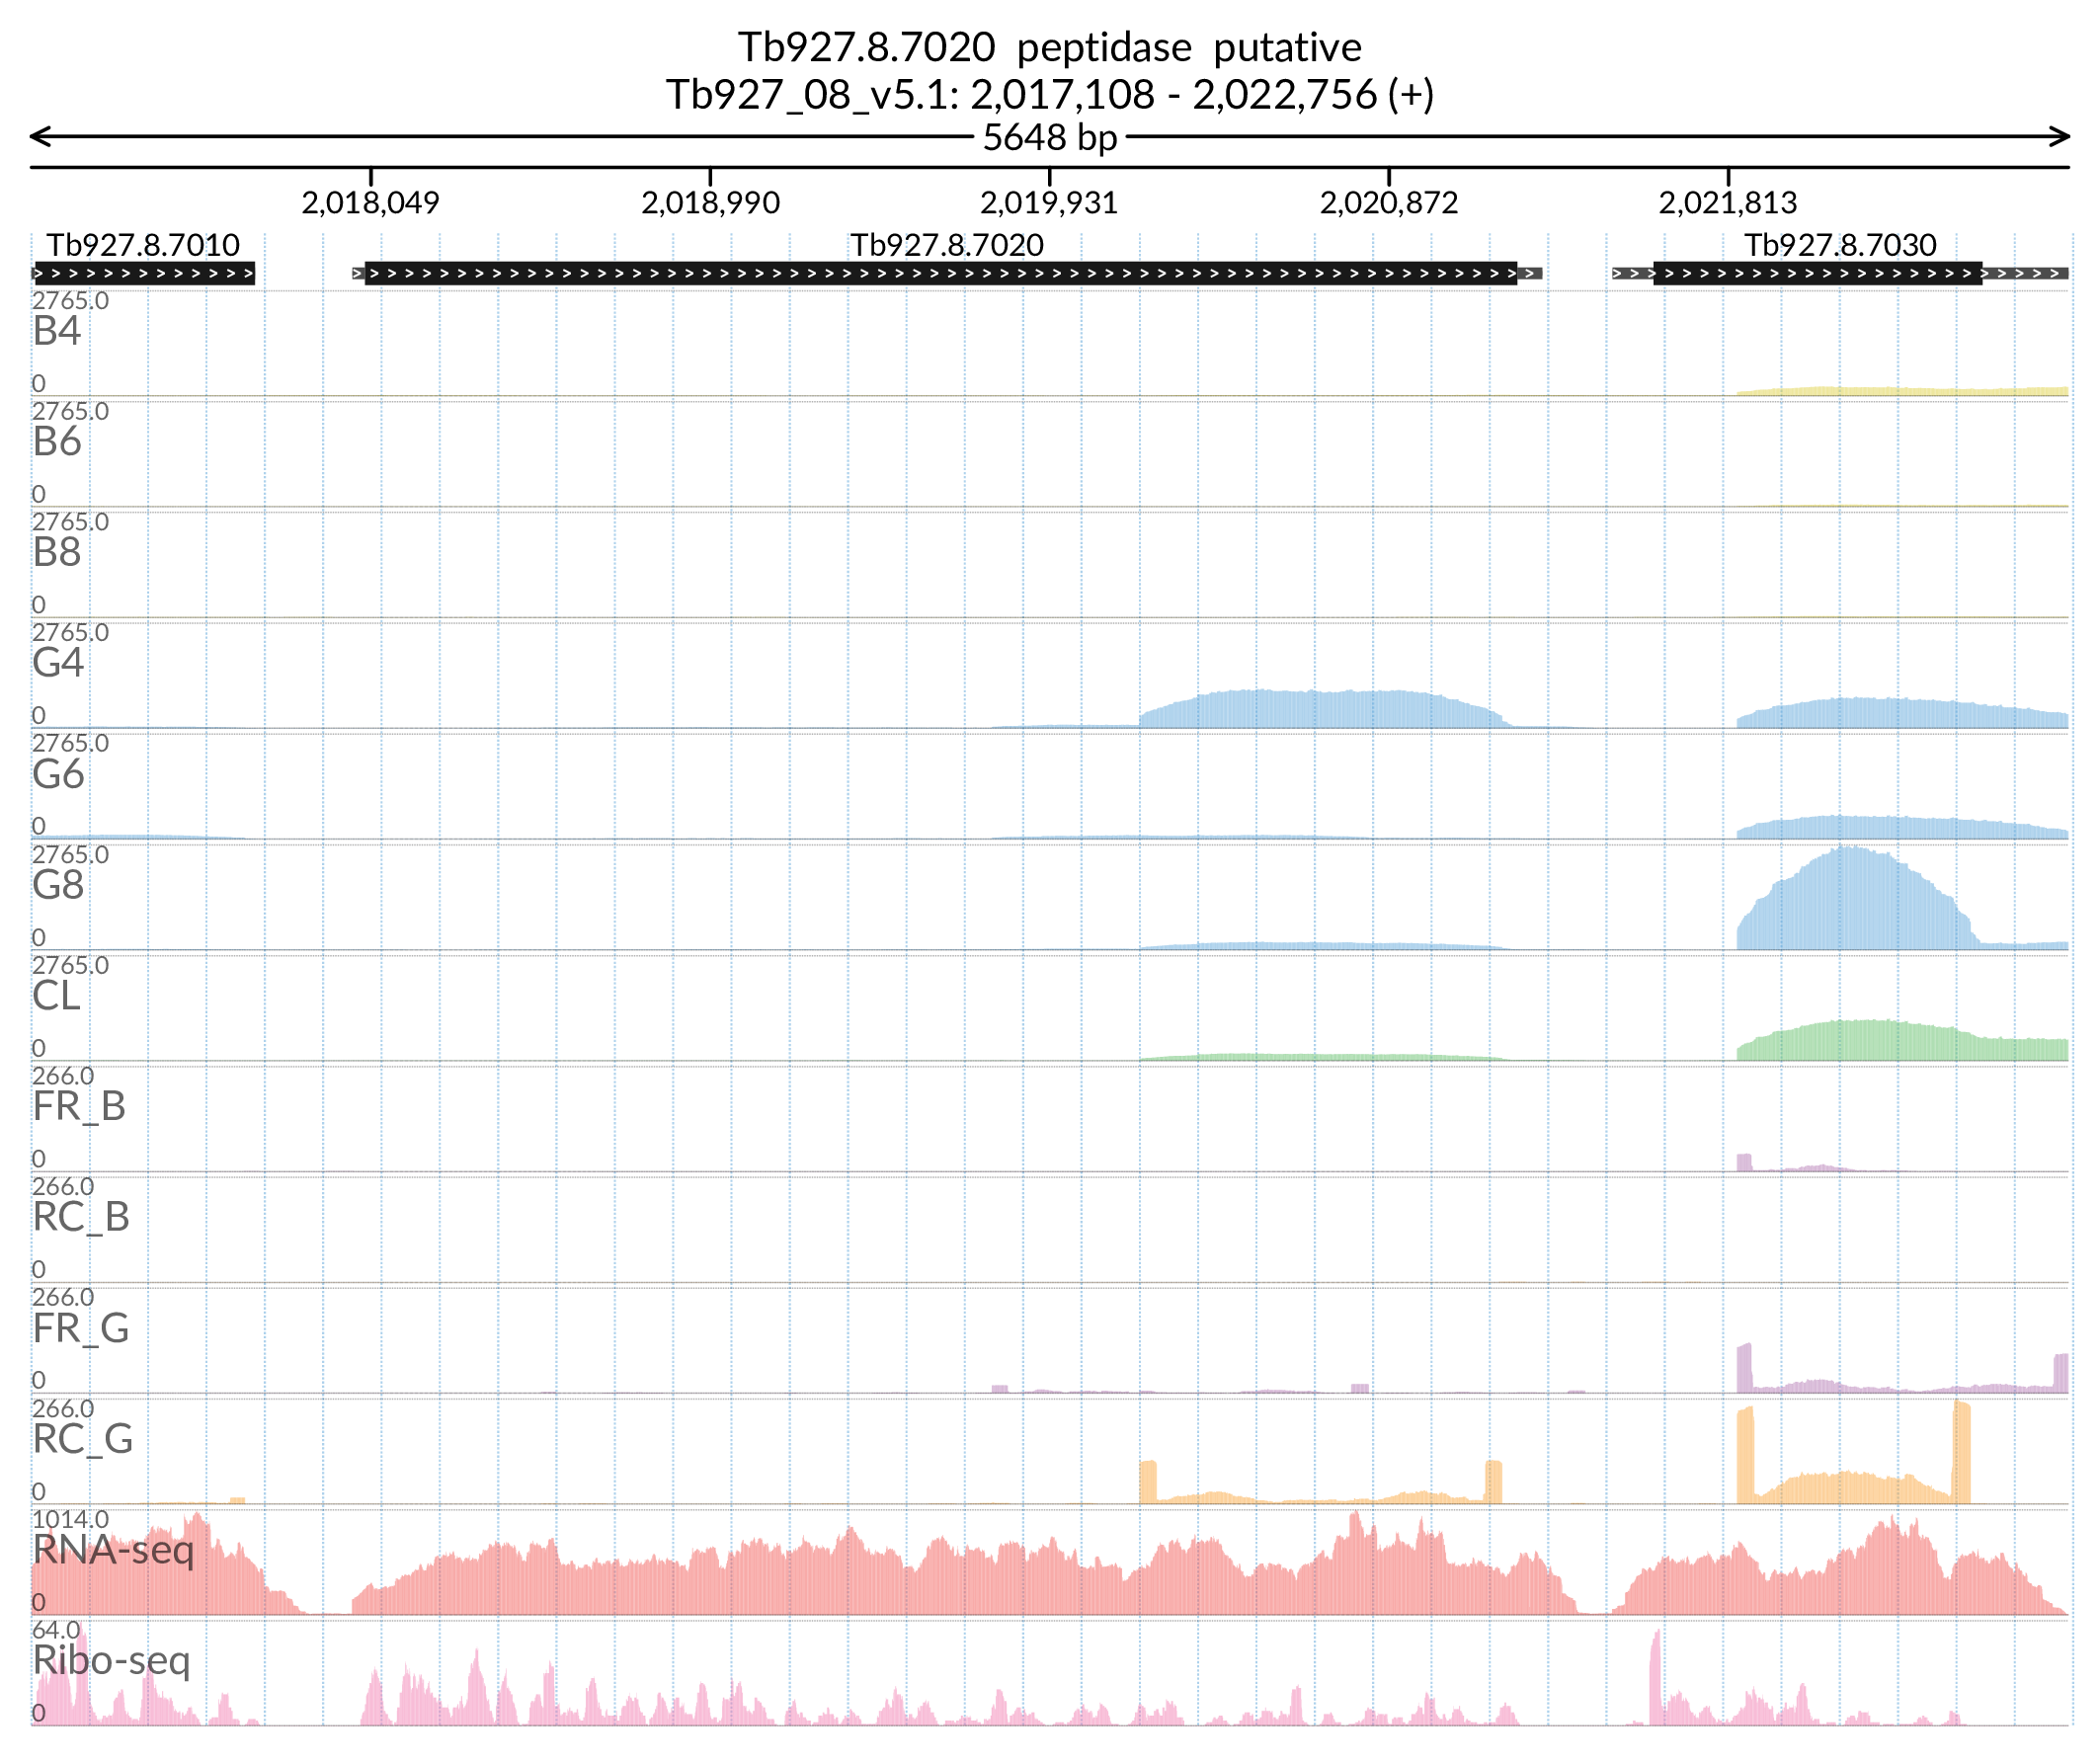 Tb927.8.7020 peptidase putative
Tb927_08_v5.1: 2,017,108 - 2,022,756 (+)
5648 bp
2,018,049 2,018,990 2,019,931 2,020,872 2,021,813
Tb927.8.7010 Tb927.8.7020 Tb927.8.7030
2765.0
B4
0
2765.0
B6
0
2765.0
B8
0
2765.0
G4
0
2765.0
G6
0
2765.0
G8
0
2765.0
CL
0
266.0
FR_B
0
266.0
RC_B
0
266.0
FR_G
0
266.0
RC_G
0
1014.0
RNA-seq
0
64.0
Ribo-seq
0